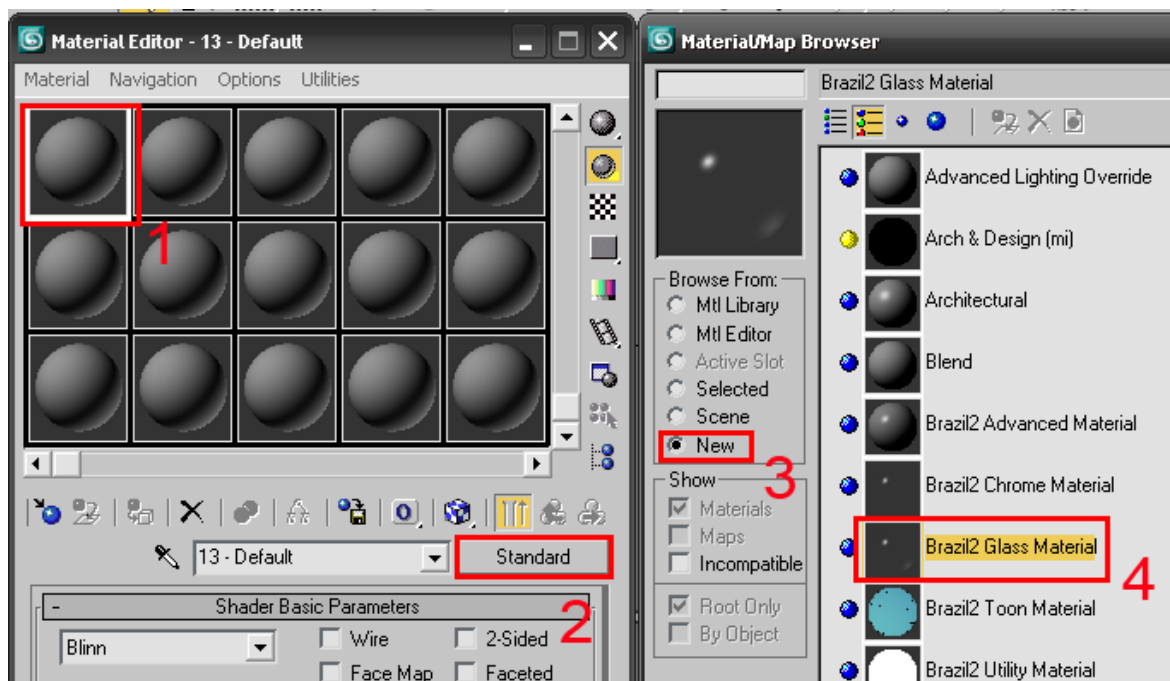 Material Editor - 13 - Default
Material Navigation Options Utilities
1
13 - Default
Standard
2
Shader Basic Parameters
Blinn
Wire
2-Sided
Face Map
Faceted
Material/Map Browser
Brazil2 Glass Material
Browse From:
Mtl Library
Mtl Editor
Active Slot
Selected
Scene
New
3
Show
Materials
Maps
Incompatible
Root Only
By Object
Advanced Lighting Override
Arch & Design (mi)
Architectural
Blend
Brazil2 Advanced Material
Brazil2 Chrome Material
Brazil2 Glass Material
4
Brazil2 Toon Material
Brazil2 Utility Material